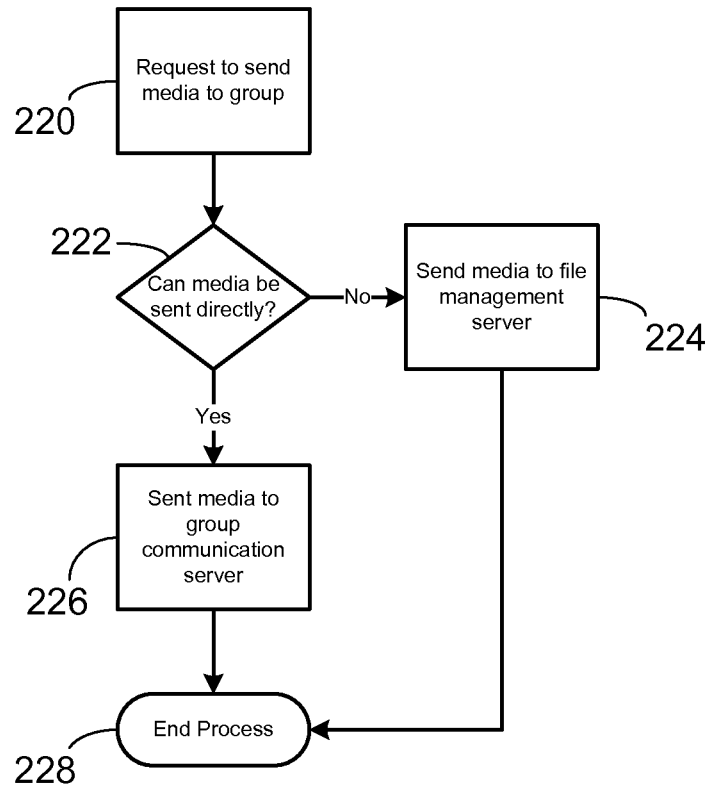 Request to send
media to group
220
222
Can media be
sent directly?
No
Send media to file
management
server
224
Yes
Sent media to
group
communication
server
226
End Process
228